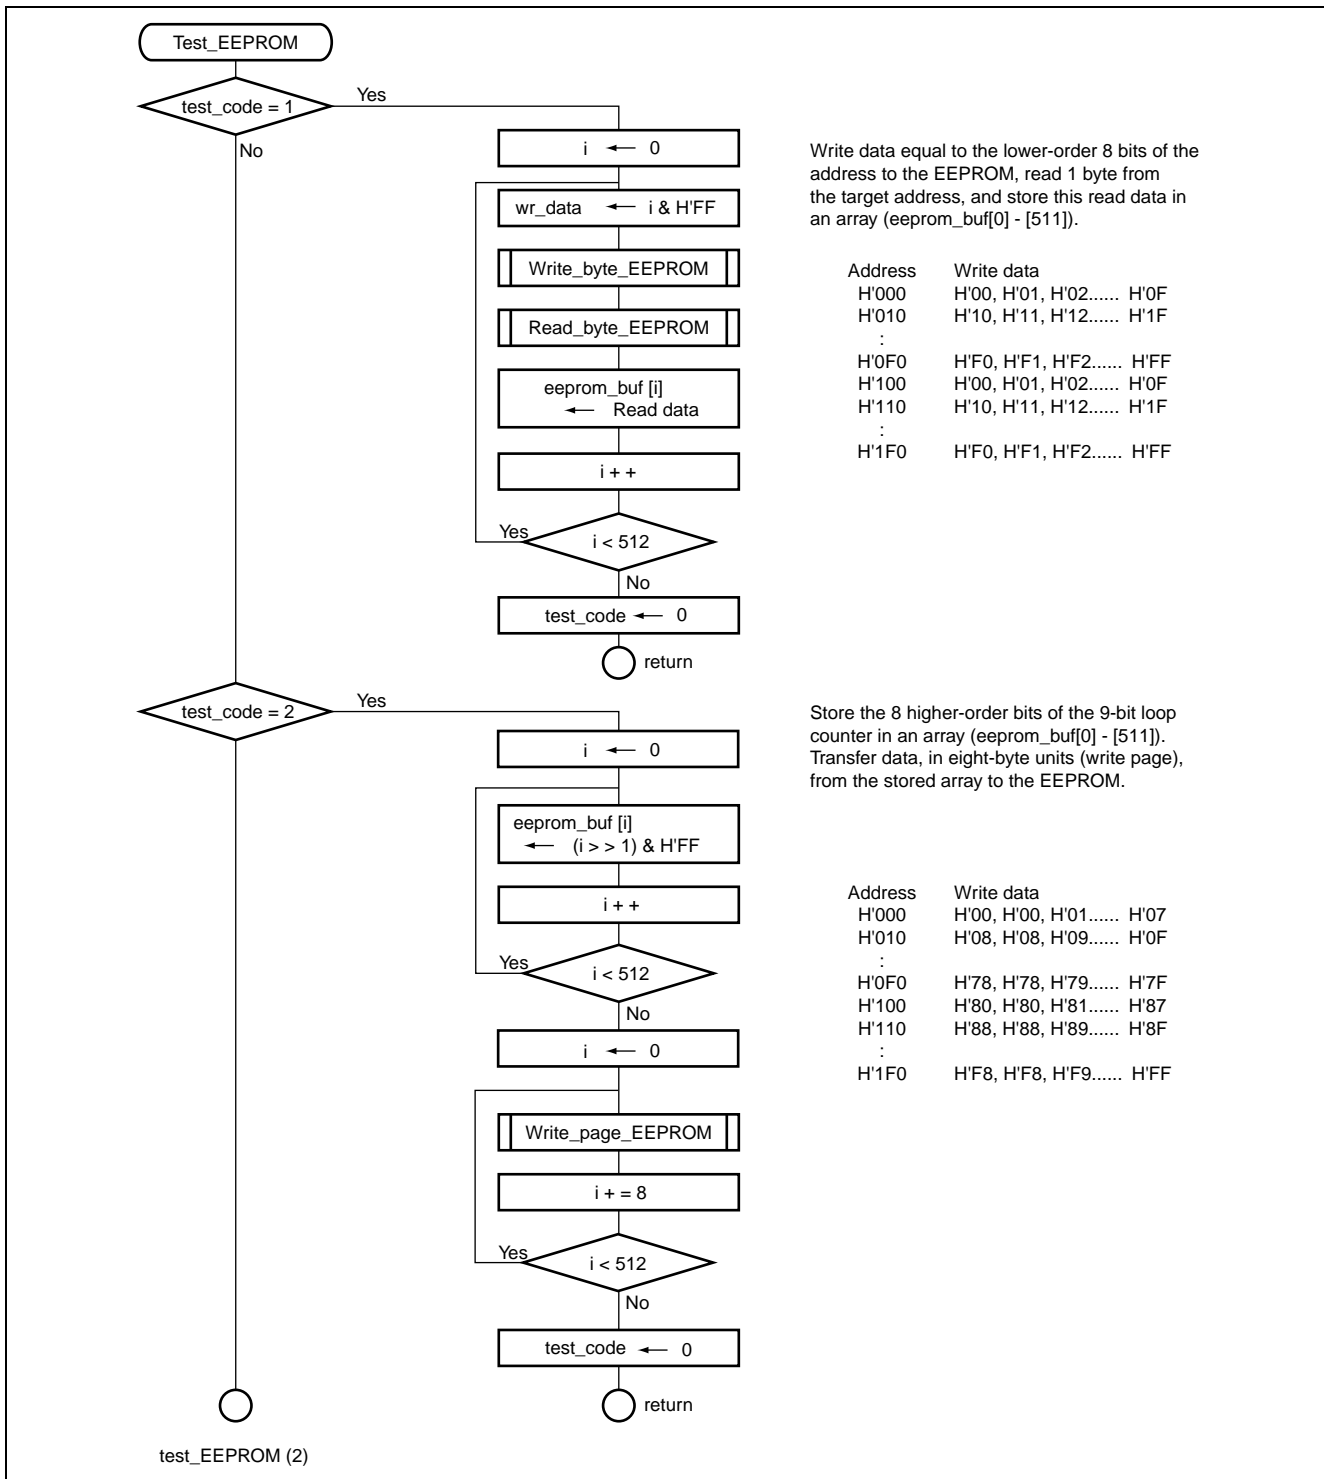 Test_EEPROM
test_code = 1
Yes
No
i ← 0
wr_data ← i & H'FF
Write_byte_EEPROM
Read_byte_EEPROM
eeprom_buf [i]
← Read data
i + +
Yes
i < 512
No
test_code ← 0
return
Write data equal to the lower-order 8 bits of the
address to the EEPROM, read 1 byte from
the target address, and store this read data in
an array (eeprom_buf[0] - [511]).
Address Write data
H'000 H'00, H'01, H'02...... H'0F
H'010 H'10, H'11, H'12...... H'1F
:
H'0F0 H'F0, H'F1, H'F2...... H'FF
H'100 H'00, H'01, H'02...... H'0F
H'110 H'10, H'11, H'12...... H'1F
:
H'1F0 H'F0, H'F1, H'F2...... H'FF
test_code = 2
Yes
i ← 0
eeprom_buf [i]
← (i > > 1) & H'FF
i + +
Yes
i < 512
No
i ← 0
Write_page_EEPROM
i + = 8
Yes
i < 512
No
test_code ← 0
return
Store the 8 higher-order bits of the 9-bit loop
counter in an array (eeprom_buf[0] - [511]).
Transfer data, in eight-byte units (write page),
from the stored array to the EEPROM.
Address Write data
H'000 H'00, H'00, H'01...... H'07
H'010 H'08, H'08, H'09...... H'0F
:
H'0F0 H'78, H'78, H'79...... H'7F
H'100 H'80, H'80, H'81...... H'87
H'110 H'88, H'88, H'89...... H'8F
:
H'1F0 H'F8, H'F8, H'F9...... H'FF
test_EEPROM (2)